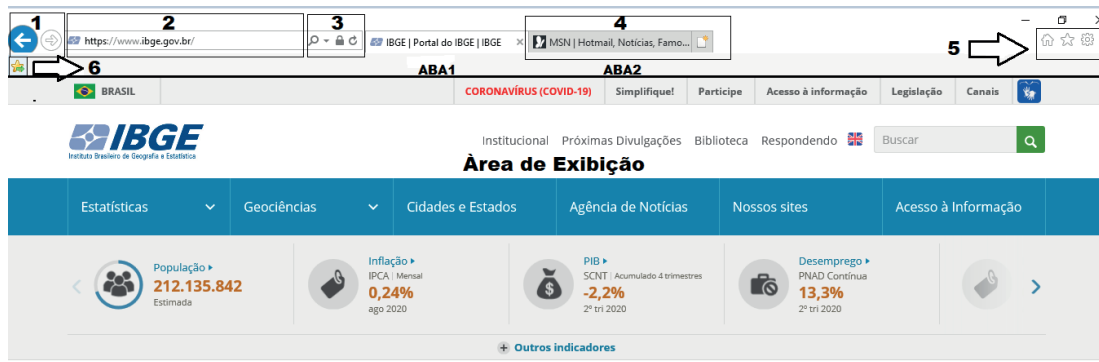 1 2 3 4
https://www.ibge.gov.br/ IBGE | Portal do IBGE | IBGE × MSN | Hotmail, Notícias, Famo...
5
6 ABA1 ABA2
BRASIL CORONAVÍRUS (COVID-19) Simplifique! Participe Acesso à informação Legislação Canais
IBGE
Instituto Brasileiro de Geografia e Estatística
Institucional Próximas Divulgações Biblioteca Respondendo Buscar
Àrea de Exibição
Estatísticas Geociências Cidades e Estados Agência de Notícias Nossos sites Acesso à Informação
População
212.135.842
Estimada
Inflação
IPCA | Mensal
0,24%
ago 2020
PIB
SCNT | Acumulado 4 trimestres
-2,2%
2º tri 2020
Desemprego
PNAD Contínua
13,3%
2º tri 2020
Outros indicadores